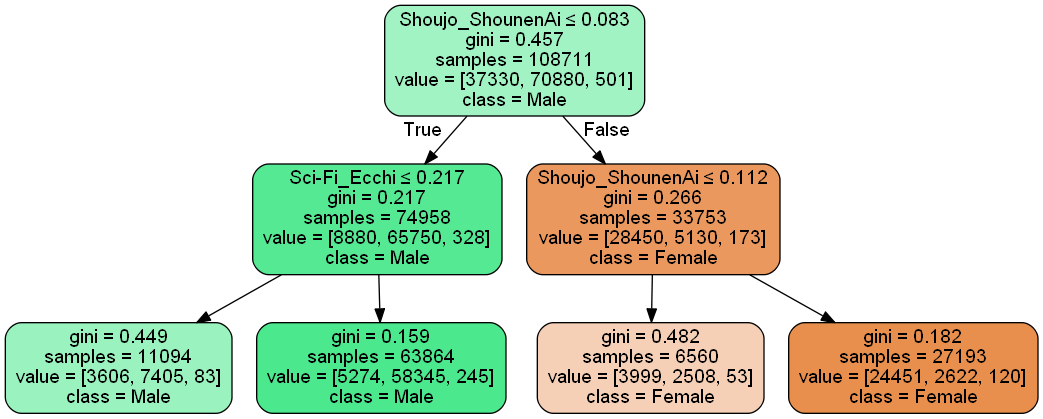 Shoujo_ShounenAi ≤ 0.083
gini = 0.457
samples = 108711
value = [37330, 70880, 501]
class = Male
True
False
Sci-Fi_Ecchi ≤ 0.217
gini = 0.217
samples = 74958
value = [8880, 65750, 328]
class = Male
Shoujo_ShounenAi ≤ 0.112
gini = 0.266
samples = 33753
value = [28450, 5130, 173]
class = Female
gini = 0.449
samples = 11094
value = [3606, 7405, 83]
class = Male
gini = 0.159
samples = 63864
value = [5274, 58345, 245]
class = Male
gini = 0.482
samples = 6560
value = [3999, 2508, 53]
class = Female
gini = 0.182
samples = 27193
value = [24451, 2622, 120]
class = Female